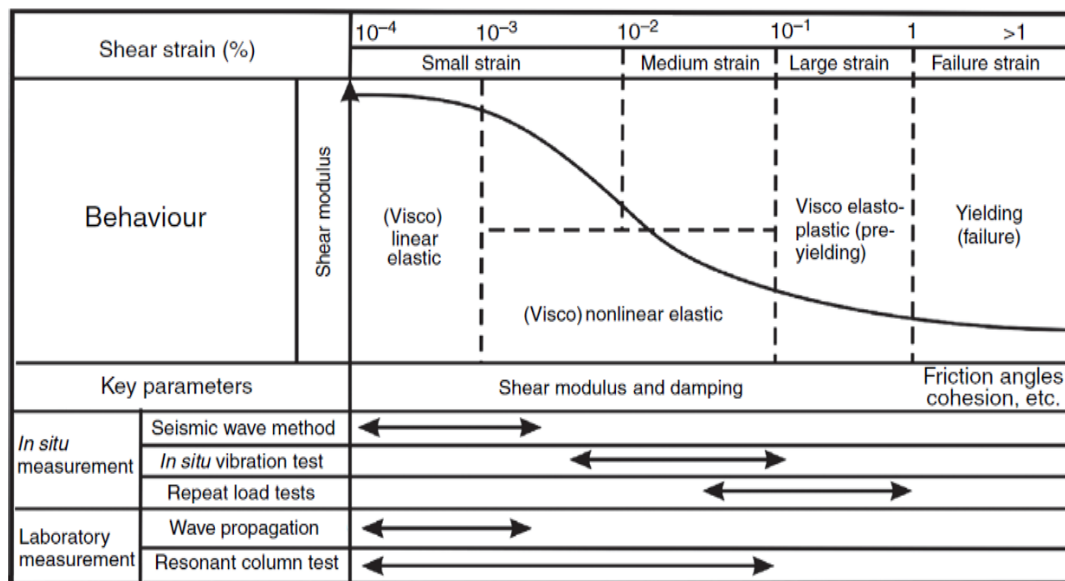 Shear strain (%)
10⁻⁴ 10⁻³ 10⁻² 10⁻¹ 1 >1
Small strain Medium strain Large strain Failure strain
Behaviour
Shear modulus
(Visco)
linear
elastic
(Visco) nonlinear elastic
Visco elasto-
plastic (pre-
yielding)
Yielding
(failure)
Key parameters
Shear modulus and damping
Friction angles
cohesion, etc.
In situ
measurement
Seismic wave method
In situ vibration test
Repeat load tests
Laboratory
measurement
Wave propagation
Resonant column test